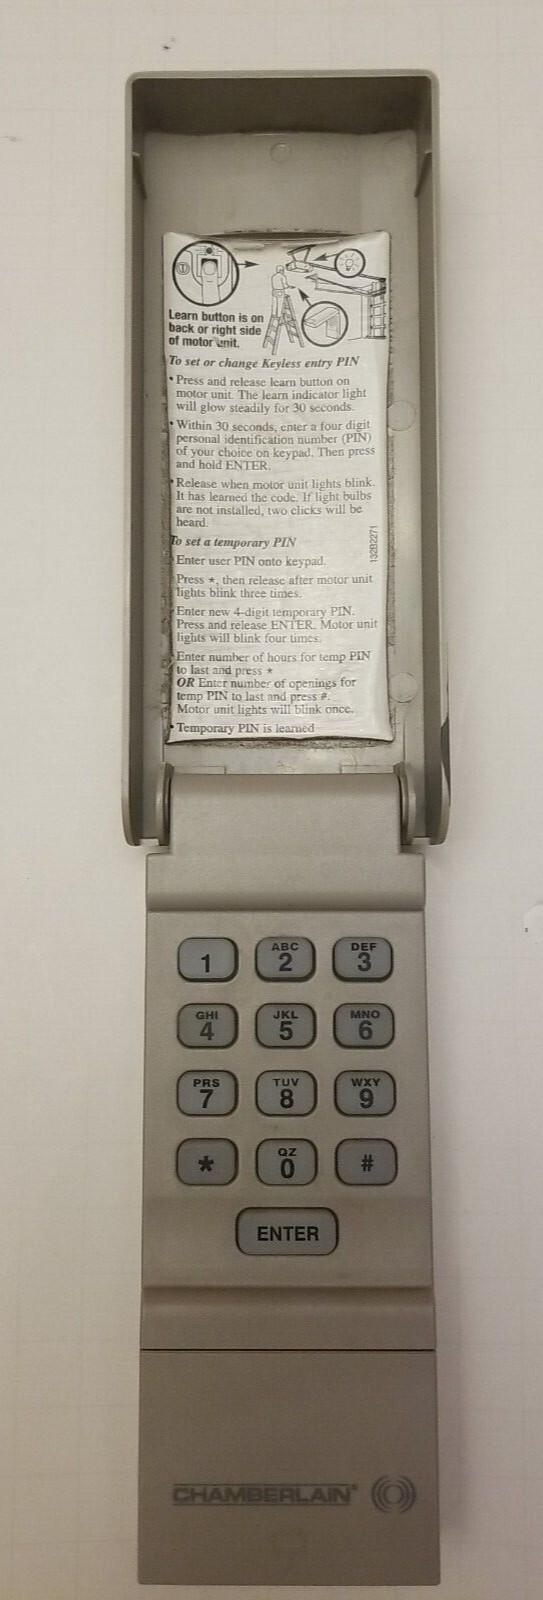 Learn button is on
back or right side
of motor unit.
To set or change Keyless entry PIN
• Press and release learn button on
motor unit. The learn indicator light
will glow steadily for 30 seconds.
• Within 30 seconds, enter a four digit
personal identification number (PIN)
of your choice on keypad. Then press
and hold ENTER.
• Release when motor unit lights blink.
It has learned the code. If light bulbs
are not installed, two clicks will be
heard.
To set a temporary PIN
Enter user PIN onto keypad.
Press *, then release after motor unit
lights blink three times.
Enter new 4-digit temporary PIN.
Press and release ENTER. Motor unit
lights will blink four times.
Enter number of hours for temp PIN
to last and press *
OR Enter number of openings for
temp PIN to last and press #.
Motor unit lights will blink once.
• Temporary PIN is learned
132B2271
1
ABC
2
DEF
3
GHI
4
JKL
5
MNO
6
PRS
7
TUV
8
WXY
9
*
QZ
0
#
ENTER
CHAMBERLAIN®